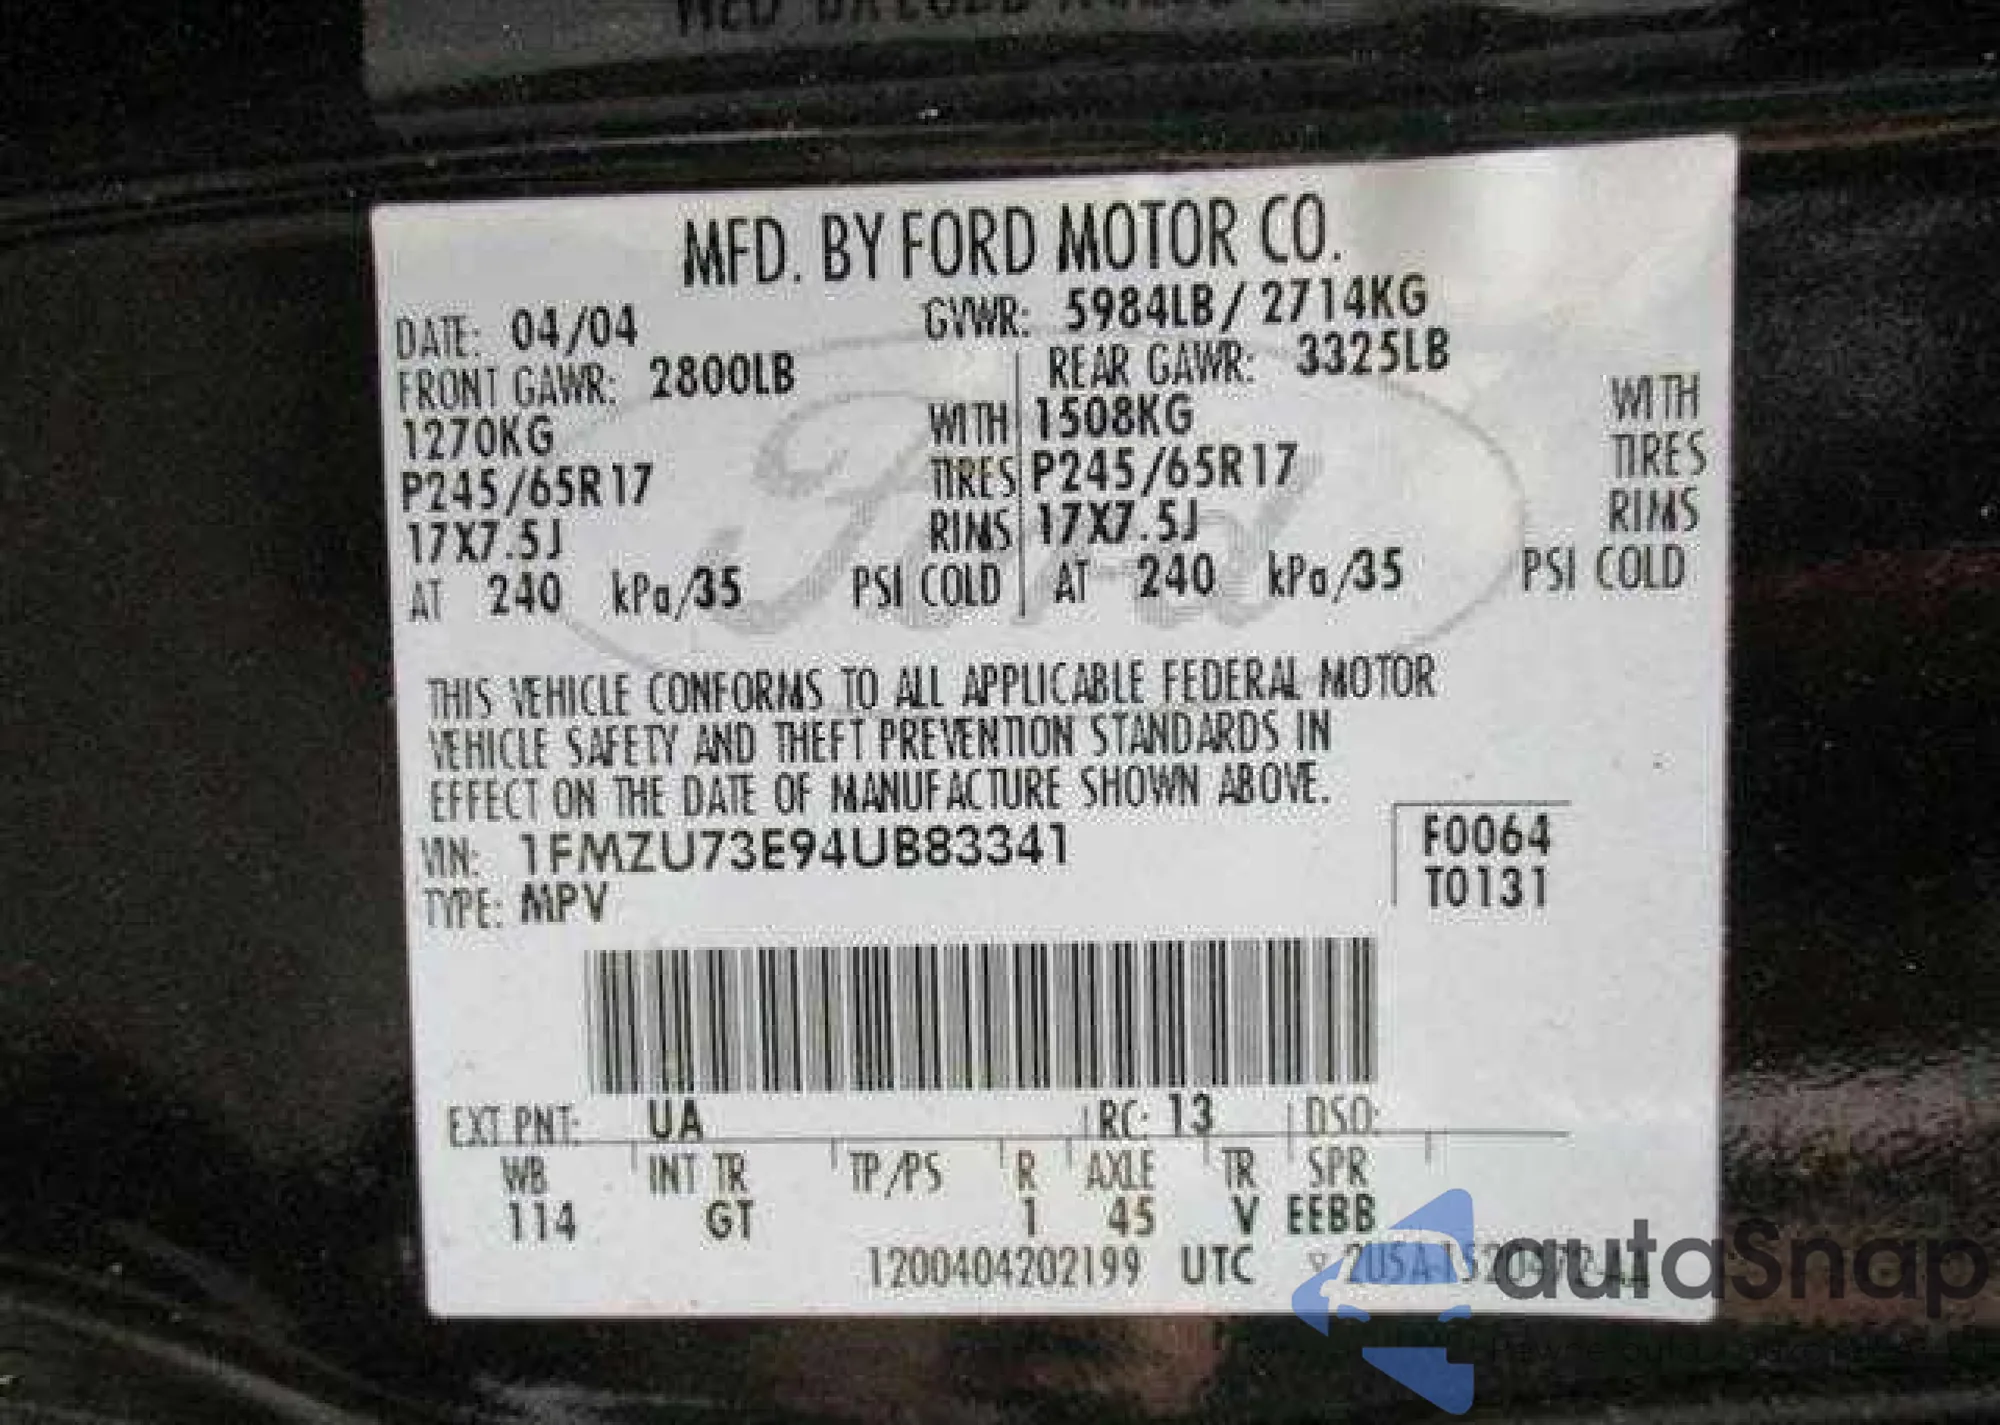 MFD. BY FORD MOTOR CO.
DATE: 04/04 GVWR: 5984LB / 2714KG
FRONT GAWR: 2800LB REAR GAWR: 3325LB
1270KG WITH 1508KG WITH
P245/65R17 TIRES P245/65R17 TIRES
17X7.5J RIMS 17X7.5J RIMS
AT 240 kPa/35 PSI COLD AT 240 kPa/35 PSI COLD
THIS VEHICLE CONFORMS TO ALL APPLICABLE FEDERAL MOTOR
VEHICLE SAFETY AND THEFT PREVENTION STANDARDS IN
EFFECT ON THE DATE OF MANUFACTURE SHOWN ABOVE.
VIN: 1FMZU73E94UB83341
TYPE: MPV
F0064
T0131
EXT PNT: UA RC: 13 DSO:
WB INT TR TP/PS R AXLE TR SPR
114 GT 1 45 V EEBB
1200404202199 UTC
autaSnap